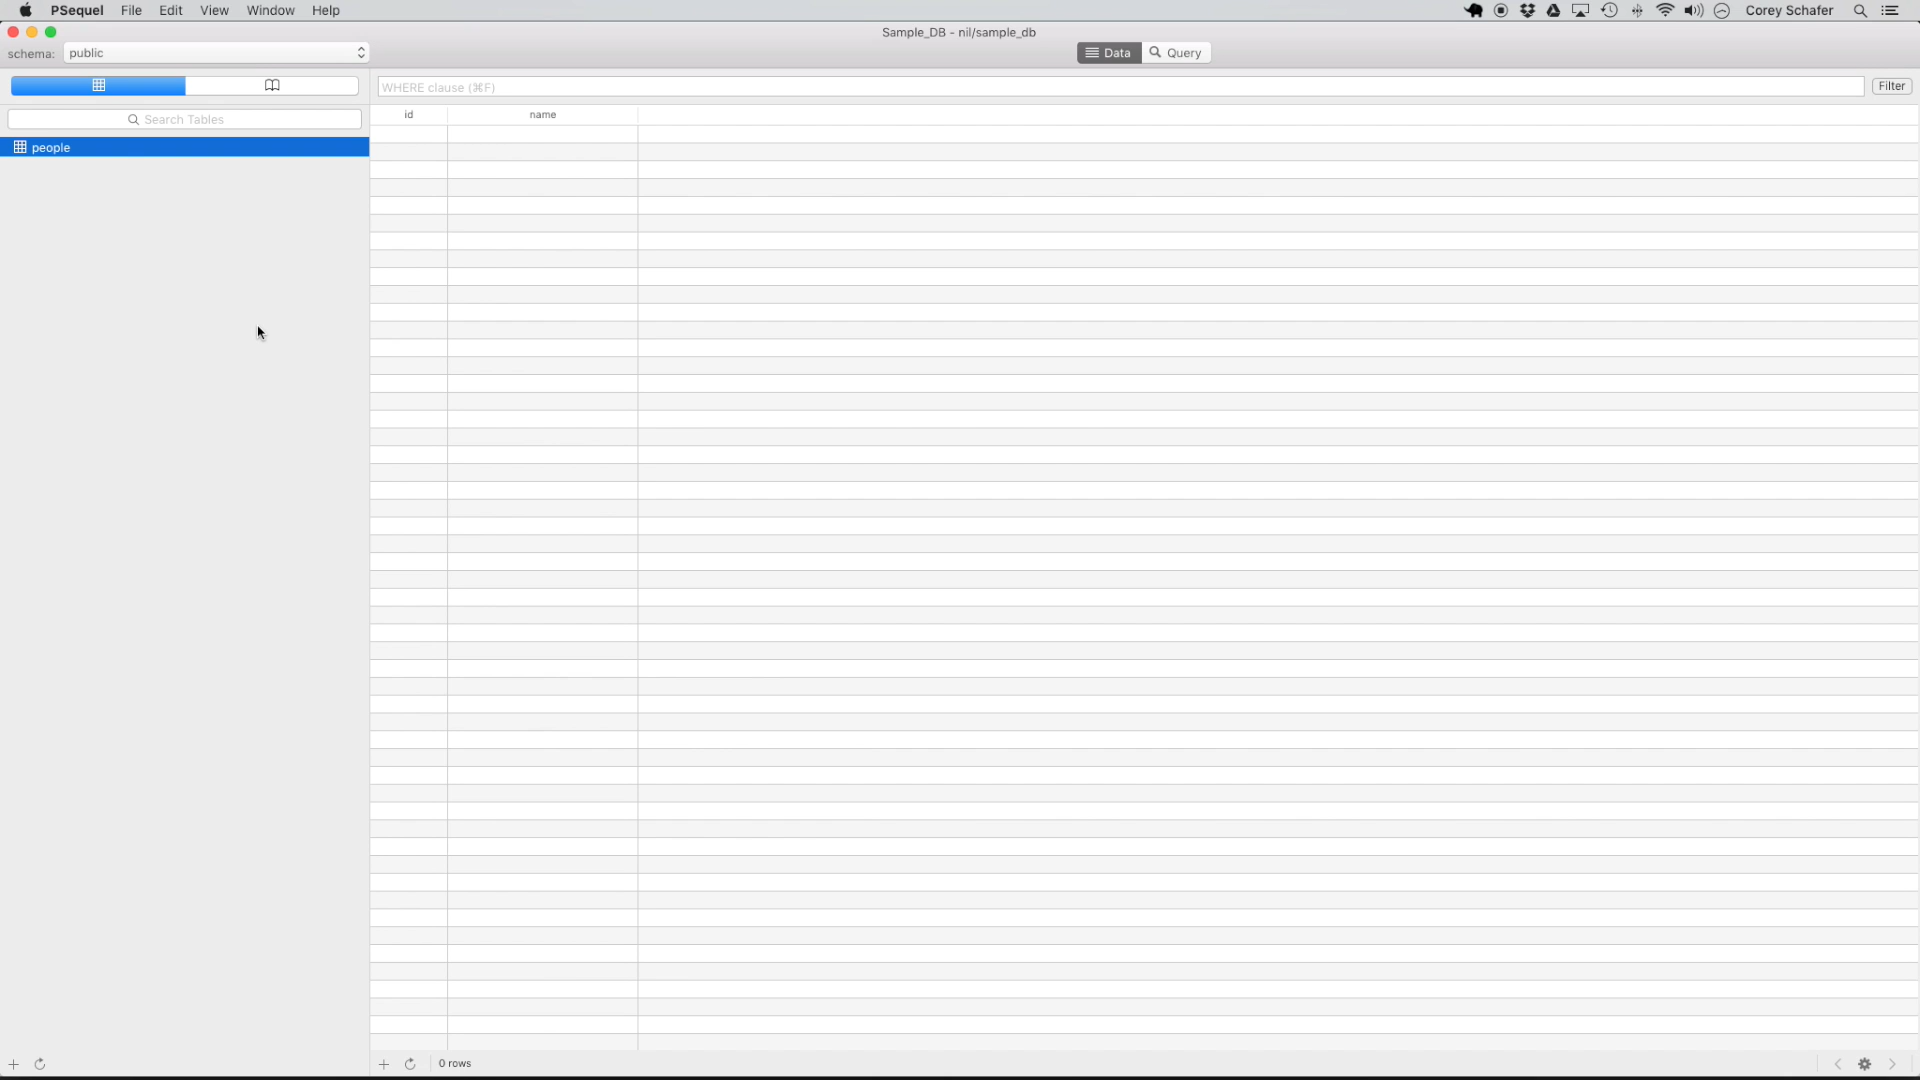 PSequel File Edit View Window Help Corey Schafer
Sample_DB - nil/sample_db
schema: public Data Query
WHERE clause (⌘F) Filter
Search Tables
id name
people
0 rows